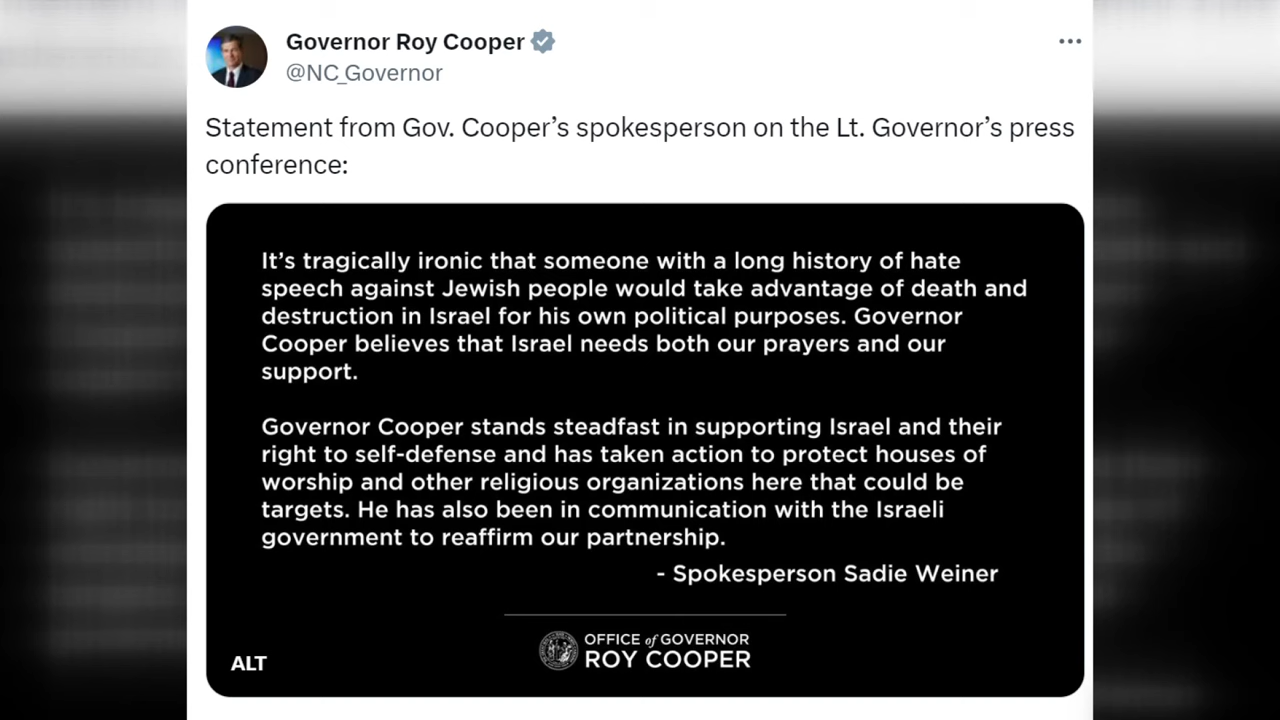 Governor Roy Cooper
@NC_Governor
Statement from Gov. Cooper’s spokesperson on the Lt. Governor’s press
conference:
It’s tragically ironic that someone with a long history of hate
speech against Jewish people would take advantage of death and
destruction in Israel for his own political purposes. Governor
Cooper believes that Israel needs both our prayers and our
support.
Governor Cooper stands steadfast in supporting Israel and their
right to self-defense and has taken action to protect houses of
worship and other religious organizations here that could be
targets. He has also been in communication with the Israeli
government to reaffirm our partnership.
- Spokesperson Sadie Weiner
OFFICE of GOVERNOR
ROY COOPER
ALT